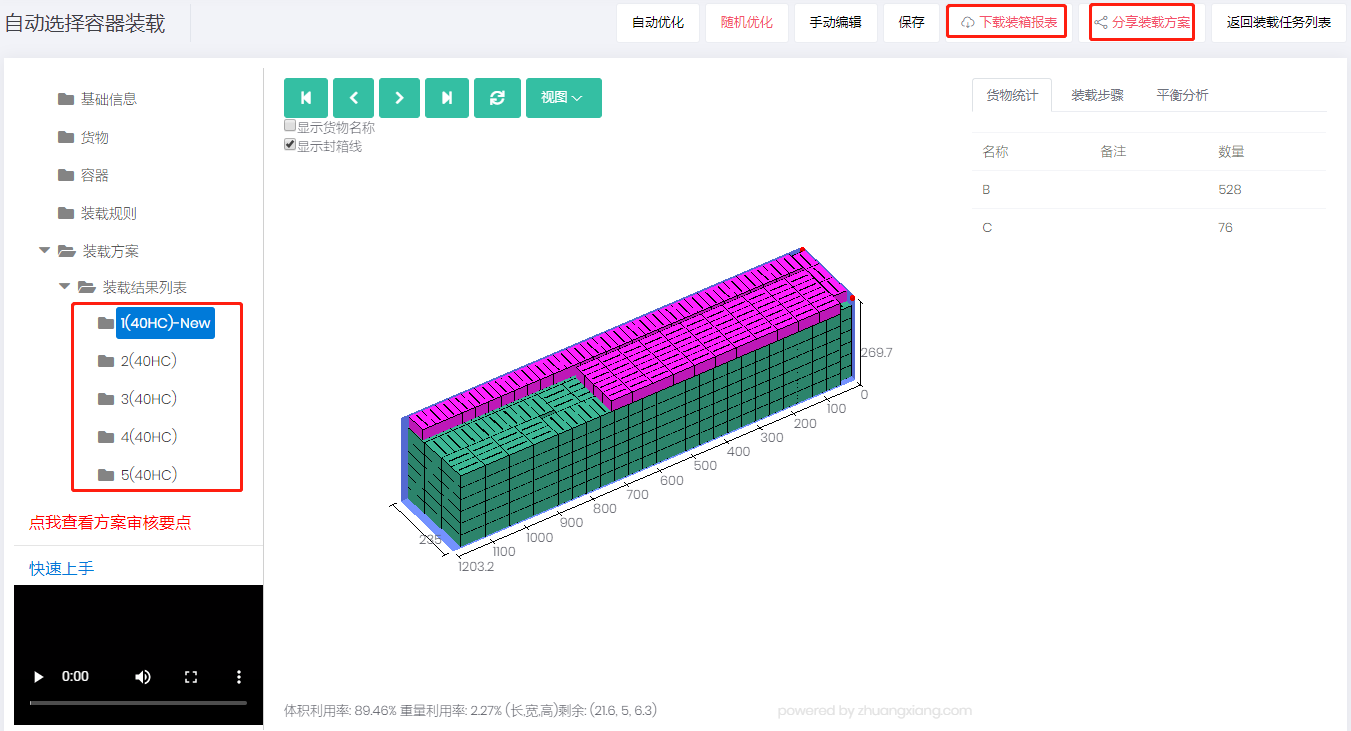 自动选择容器装载
自动优化 随机优化 手动编辑 保存 下载装箱报表 分享装载方案 返回装载任务列表
基础信息
货物
容器
装载规则
装载方案
装载结果列表
1(40HC)-New
2(40HC)
3(40HC)
4(40HC)
5(40HC)
点我查看方案审核要点
快速上手
0:00
视图
显示货物名称
显示封箱线
269.7
0
100
200
300
400
500
600
700
800
900
1000
1100
1203.2
235
体积利用率: 89.46% 重量利用率: 2.27% (长,宽,高)剩余: (21.6, 5, 6.3)
powered by zhuangxiang.com
货物统计 装载步骤 平衡分析
名称 备注 数量
B 528
C 76